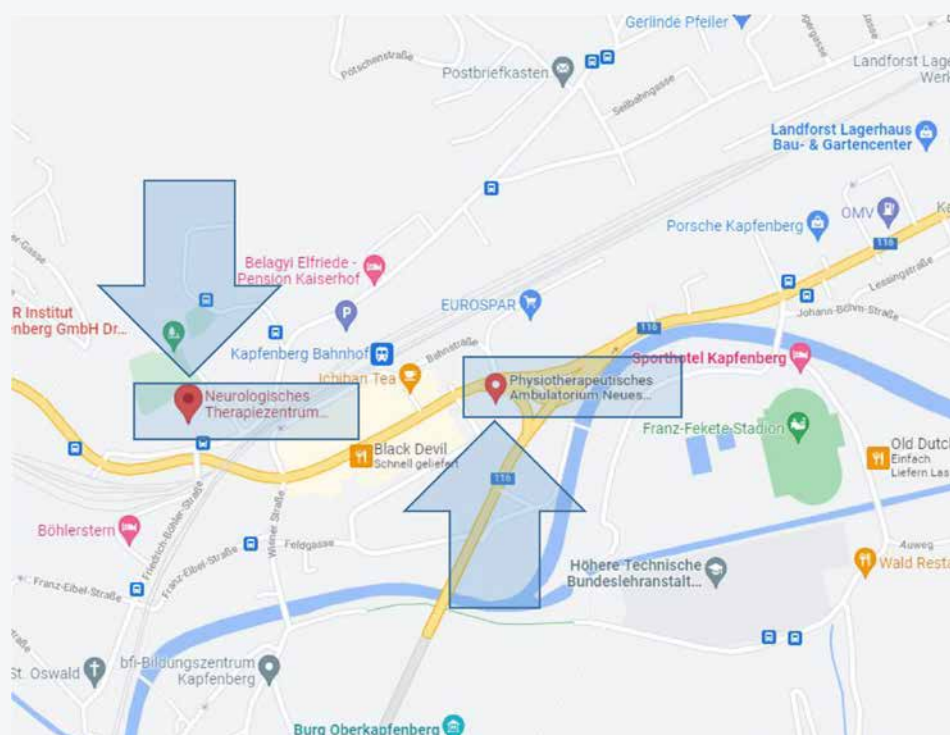 Gerlinde Pfeiler
Pötschenstraße
Postbriefkasten
Landforst Lage
Seilbahngasse
Landforst Lagerhaus
Bau- & Gartencenter
OMV
Porsche Kapfenberg
116
Lessingstraße
Johann-Böhm-Straße
Belagyi Elfriede -
Pension Kaiserhof
P
EUROSPAR
R Institut
enberg GmbH Dr...
116
Kapfenberg Bahnhof
Bahnstraße
Ichiban Tea
Sporthotel Kapfenberg
Neurologisches
Therapiezentrum...
Physiotherapeutisches
Ambulatorium Neues...
Franz-Fekete-Stadion
Black Devil
Schnell geliefert
Old Dutch
Einfach
Liefern Las
116
Böhlerstern
Friedrich-Böhler-Straße
Wiener Straße
Feldgasse
Franz-Eibel-Straße
Franz-Eibel-Straße
Höhere Technische
Bundeslehranstalt...
Auweg
Wald Resta
St. Oswald
bfi-Bildungszentrum
Kapfenberg
Burg Oberkapfenberg